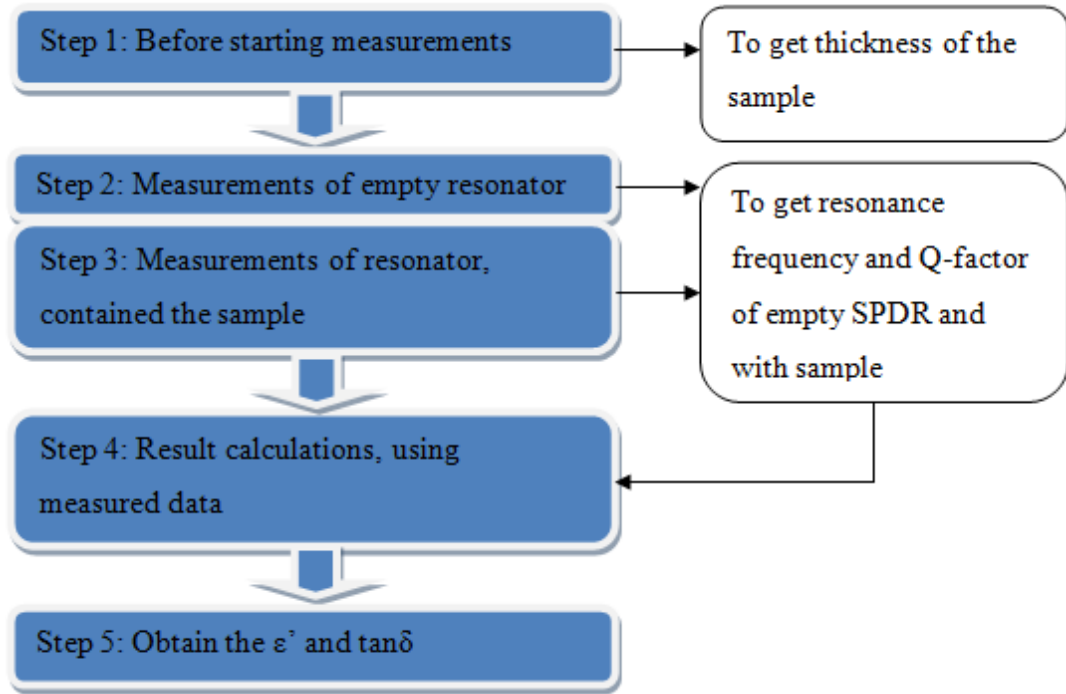 Step 1: Before starting measurements
To get thickness of the
sample
Step 2: Measurements of empty resonator
Step 3: Measurements of resonator,
contained the sample
To get resonance
frequency and Q-factor
of empty SPDR and
with sample
Step 4: Result calculations, using
measured data
Step 5: Obtain the ε’ and tanδ